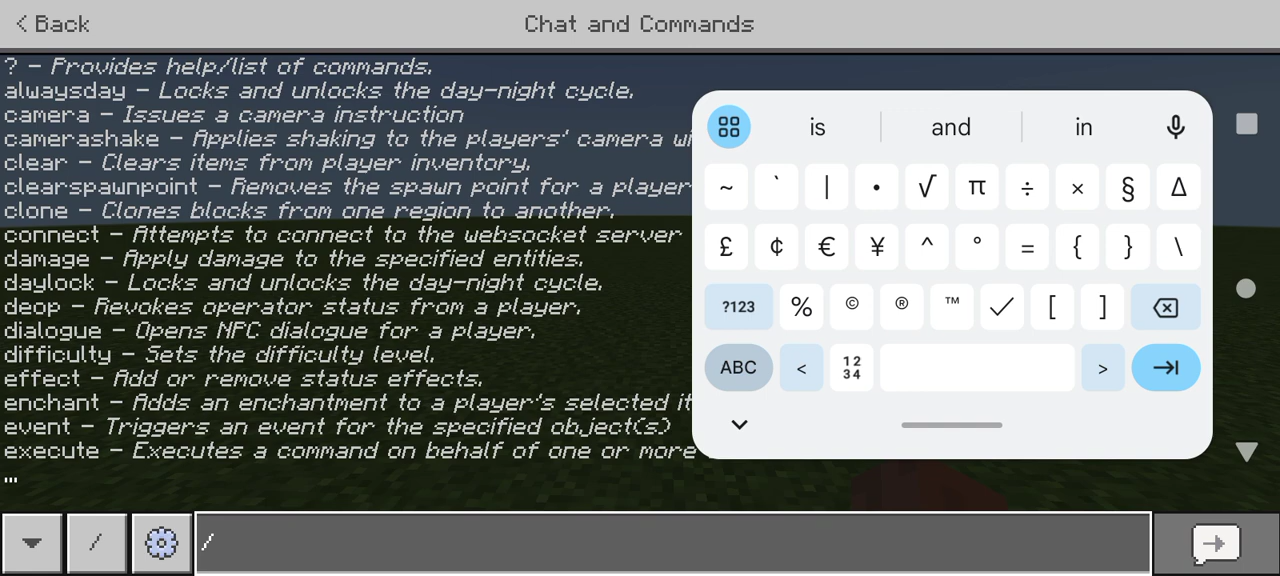 < Back
Chat and Commands
? - Provides help/list of commands.
alwaysday - Locks and unlocks the day-night cycle.
camera - Issues a camera instruction
camerashake - Applies shaking to the players' camera wi
clear - Clears items from player inventory.
clearspawnpoint - Removes the spawn point for a player
clone - Clones blocks from one region to another.
connect - Attempts to connect to the websocket server
damage - Apply damage to the specified entities.
daylock - Locks and unlocks the day-night cycle.
deop - Revokes operator status from a player.
dialogue - Opens NPC dialogue for a player.
difficulty - Sets the difficulty level.
effect - Add or remove status effects.
enchant - Adds an enchantment to a player's selected it
event - Triggers an event for the specified object(s)
execute - Executes a command on behalf of one or more
...
/
/
is and in
~ ` | • √ π ÷ × § Δ
£ ¢ € ¥ ^ ° = { } \
?123 % © ® ™ ✓ [ ]
ABC < 12 34 >